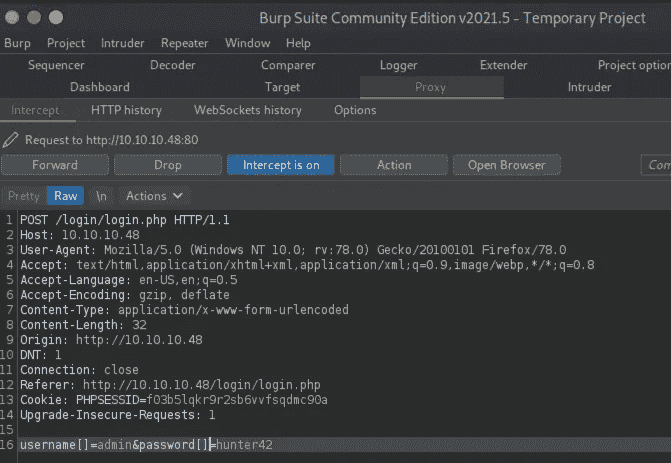 Burp Suite Community Edition v2021.5 - Temporary Project
Burp Project Intruder Repeater Window Help
Sequencer Decoder Comparer Logger Extender Project option
Dashboard Target Proxy Intruder
Intercept HTTP history WebSockets history Options
Request to http://10.10.10.48:80
Forward Drop Intercept is on Action Open Browser Com
Pretty Raw \n Actions
1 POST /login/login.php HTTP/1.1
2 Host: 10.10.10.48
3 User-Agent: Mozilla/5.0 (Windows NT 10.0; rv:78.0) Gecko/20100101 Firefox/78.0
4 Accept: text/html,application/xhtml+xml,application/xml;q=0.9,image/webp,*/*;q=0.8
5 Accept-Language: en-US,en;q=0.5
6 Accept-Encoding: gzip, deflate
7 Content-Type: application/x-www-form-urlencoded
8 Content-Length: 32
9 Origin: http://10.10.10.48
10 DNT: 1
11 Connection: close
12 Referer: http://10.10.10.48/login/login.php
13 Cookie: PHPSESSID=f03b5lqkr9r2sb6vvfsqdmc90a
14 Upgrade-Insecure-Requests: 1
15
16 username[]=admin&password[]=hunter42